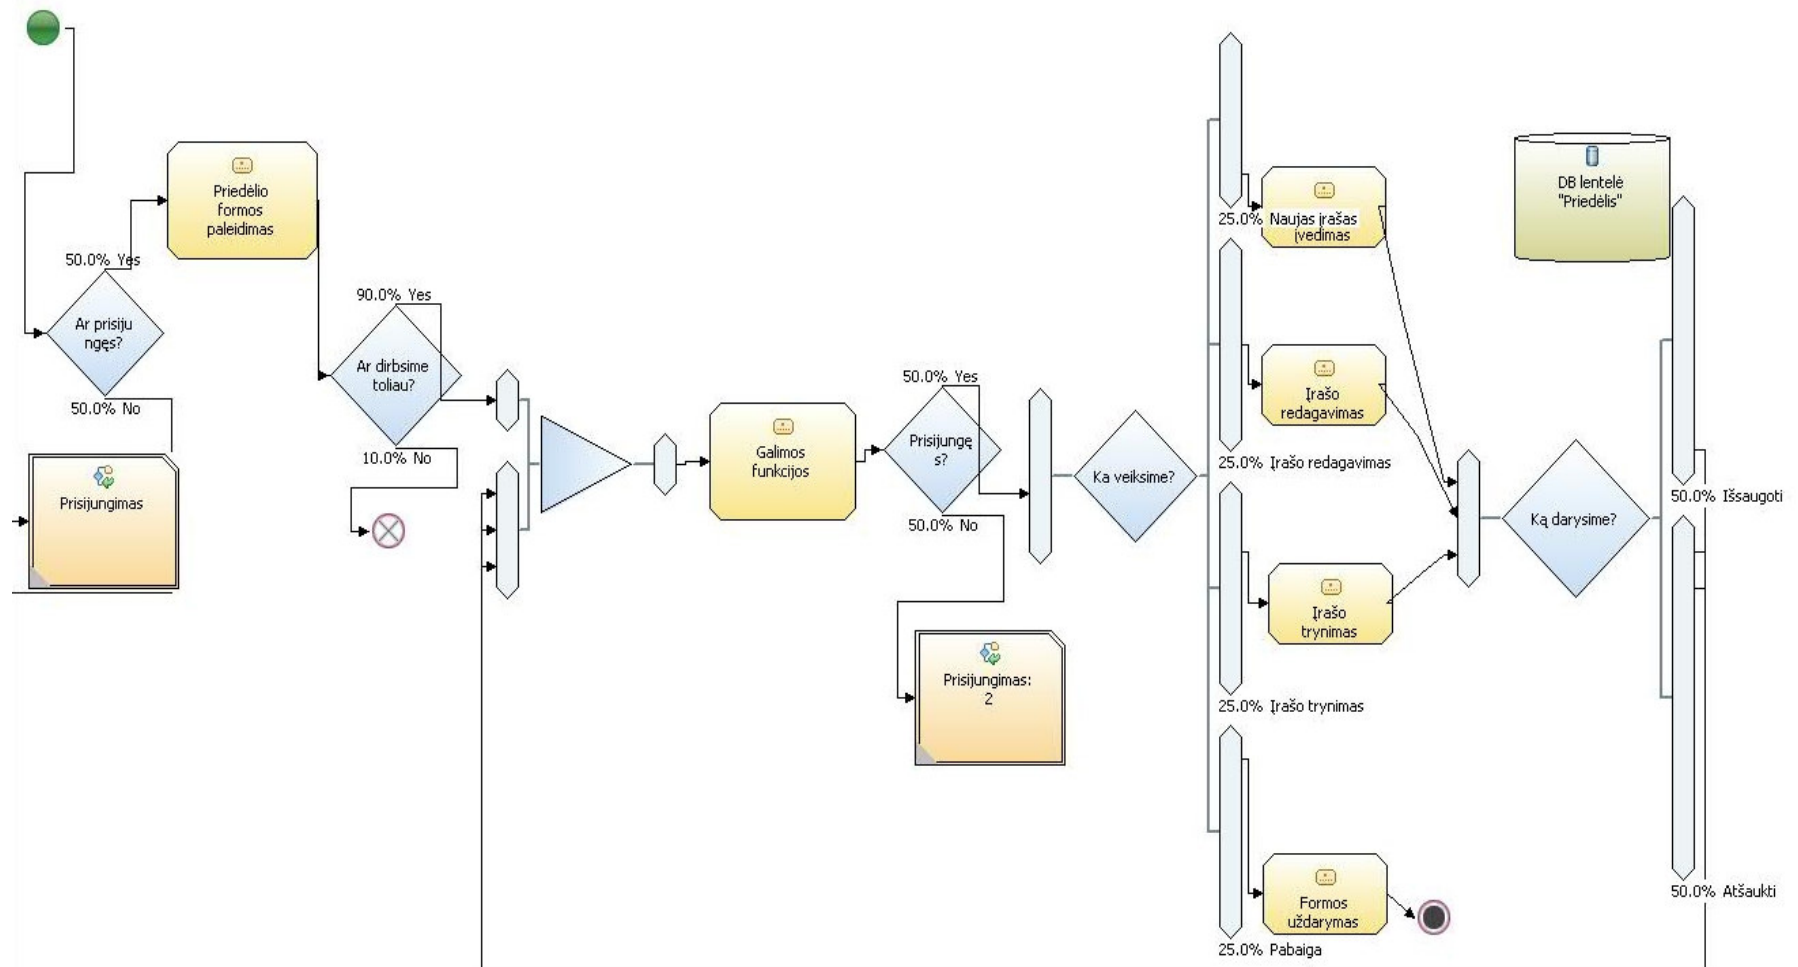 50.0% Yes
Ar prisiju
ngęs?
50.0% No
Prisijungimas
Priedėlio
formos
paleidimas
90.0% Yes
Ar dirbsime
toliau?
10.0% No
Galimos
funkcijos
50.0% Yes
Prisijungę
s?
50.0% No
Prisijungimas:
2
Ka veiksime?
25.0% Naujas įrašas
įvedimas
Įrašo
redagavimas
25.0% Įrašo redagavimas
Įrašo
trynimas
25.0% Įrašo trynimas
Formos
uždarymas
25.0% Pabaiga
Ką darysime?
DB lentelė
"Priedėlis"
50.0% Išsaugoti
50.0% Atšaukti